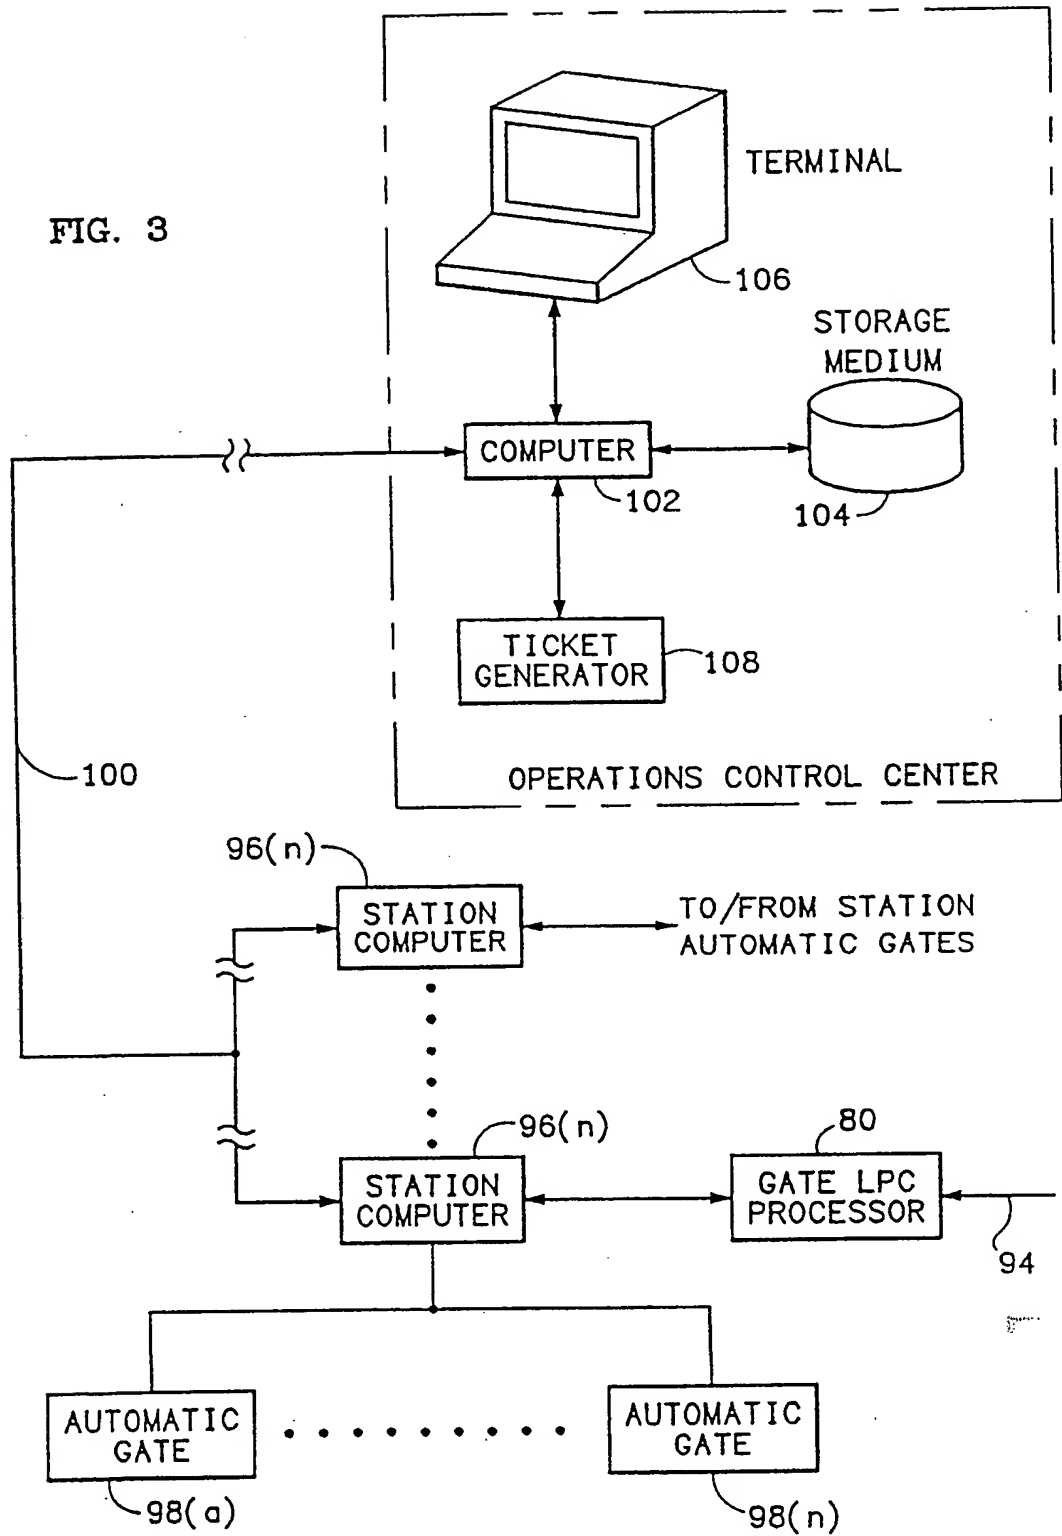 FIG. 3
TERMINAL
106
STORAGE
MEDIUM
COMPUTER
102
104
TICKET
GENERATOR
108
100
OPERATIONS CONTROL CENTER
96(n)
STATION
COMPUTER
TO/FROM STATION
AUTOMATIC GATES
96(n)
80
STATION
COMPUTER
GATE LPC
PROCESSOR
94
AUTOMATIC
GATE
AUTOMATIC
GATE
98(a)
98(n)